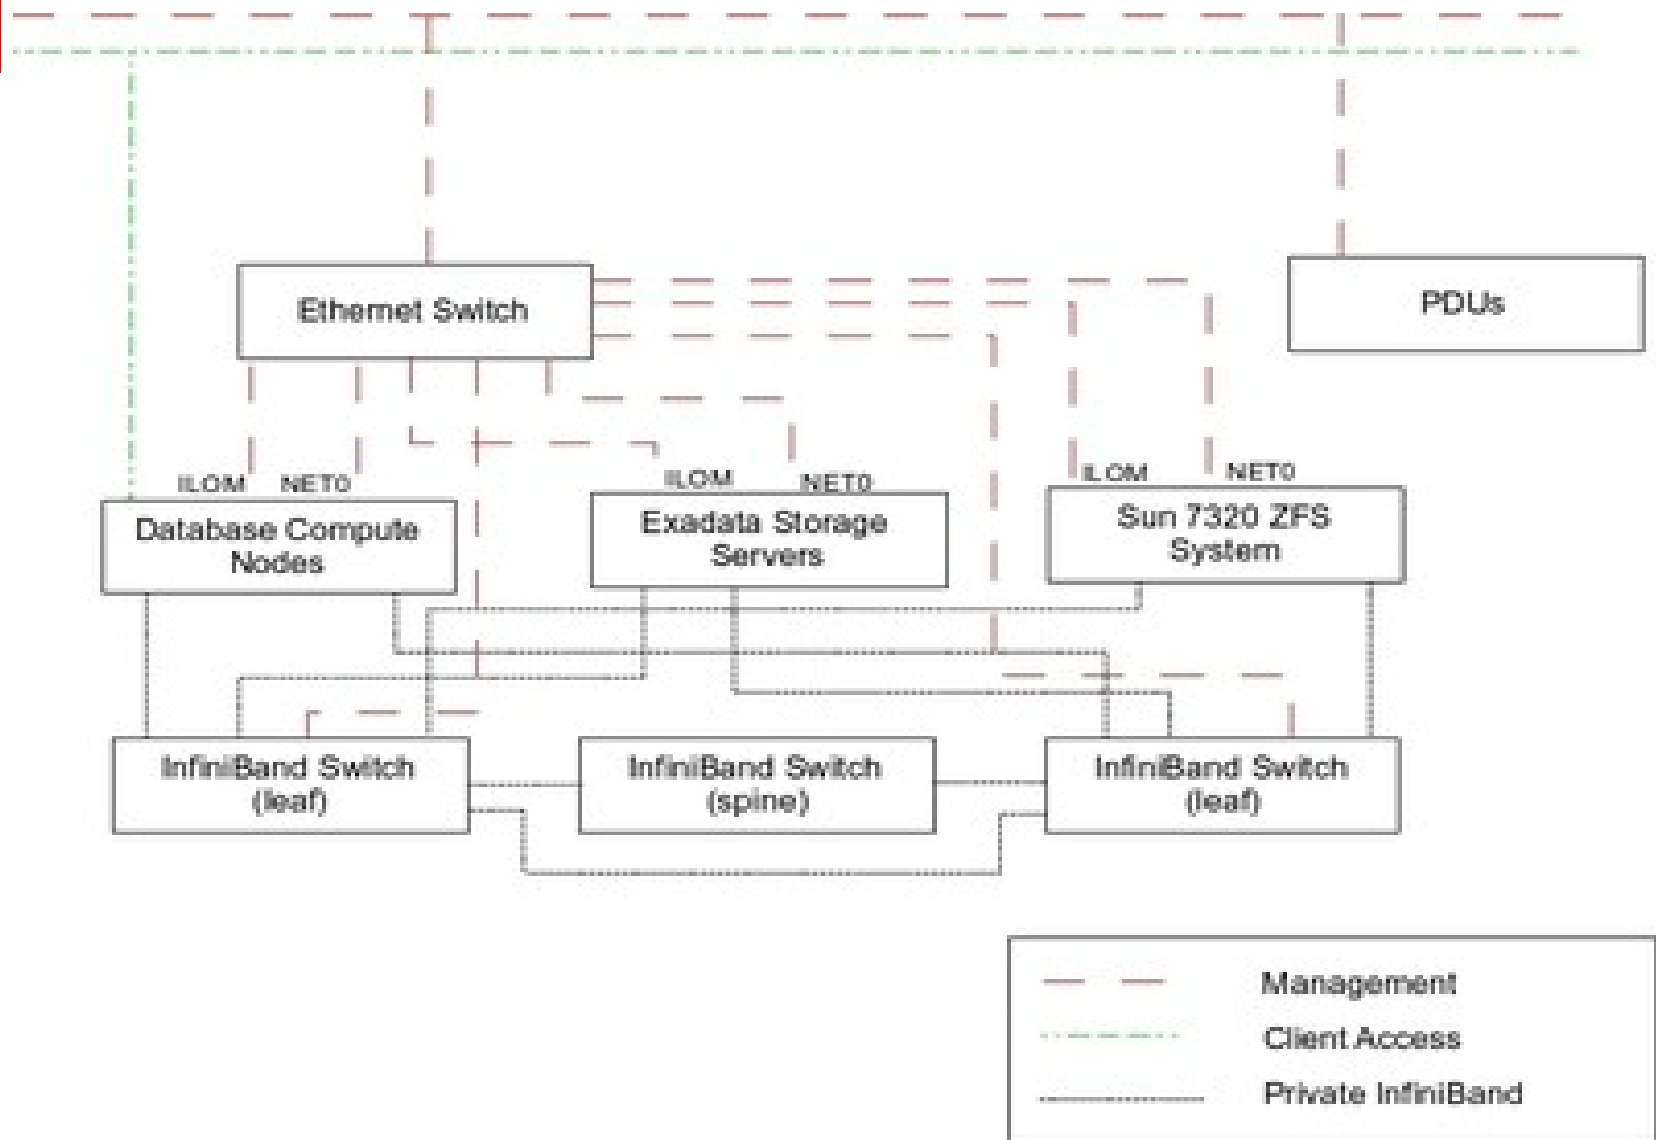 Ethernet Switch
PDUs
ILOM NET0
ILOM NET0
ILOM NET0
Database Compute
Nodes
Exadata Storage
Servers
Sun 7320 ZFS
System
InfiniBand Switch
(leaf)
InfiniBand Switch
(spine)
InfiniBand Switch
(leaf)
Management
Client Access
Private InfiniBand